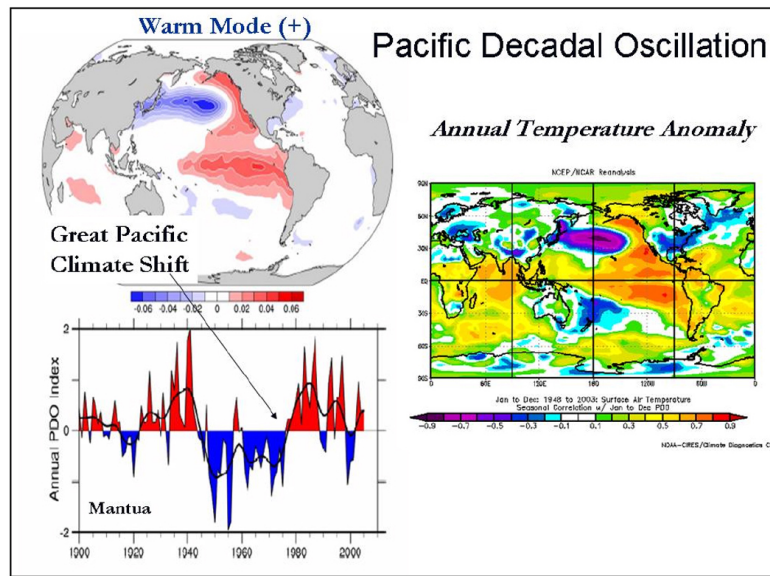 Warm Mode (+)
Pacific Decadal Oscillation
Annual Temperature Anomaly
NCEP/NCAR Reanalysis
90N
60N
30N
EQ
30S
60S
90S
0 60E 120E 180 120W 60W 0
Jan to Dec: 1948 to 2003: Surface Air Temperature
Seasonal Correlation w/ Jan to Dec PDO
-0.9 -0.7 -0.5 -0.3 -0.1 0.1 0.3 0.5 0.7 0.9
NOAA-CIRES/Climate Diagnostics C
Great Pacific
Climate Shift
-0.06 -0.04 -0.02 0 0.02 0.04 0.06
Annual PDO Index
2
0
-2
Mantua
1900 1920 1940 1960 1980 2000